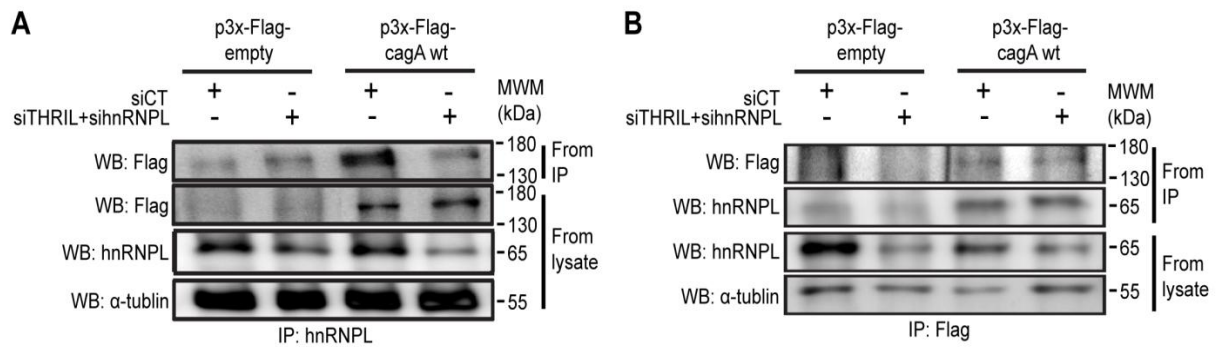 A
p3x-Flag-
empty
p3x-Flag-
cagA wt
siCT + - + - MWM
siTHRIL+sihnRNPL - + - + (kDa)
WB: Flag
180
130
From
IP
WB: Flag
180
130
WB: hnRNPL
65
From
lysate
WB: α-tublin
55
IP: hnRNPL
B
p3x-Flag-
empty
p3x-Flag-
cagA wt
siCT + - + - MWM
siTHRIL+sihnRNPL - + - + (kDa)
WB: Flag
180
130
From
IP
WB: hnRNPL
65
WB: hnRNPL
65
From
lysate
WB: α-tublin
55
IP: Flag